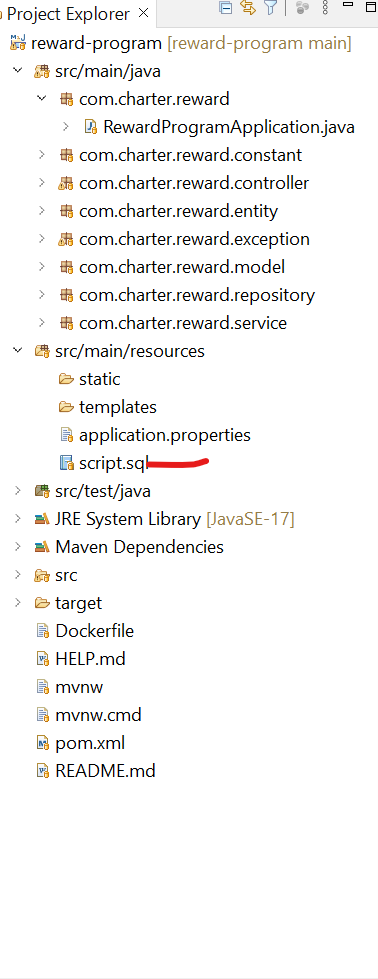 Project Explorer
reward-program [reward-program main]
src/main/java
com.charter.reward
RewardProgramApplication.java
com.charter.reward.constant
com.charter.reward.controller
com.charter.reward.entity
com.charter.reward.exception
com.charter.reward.model
com.charter.reward.repository
com.charter.reward.service
src/main/resources
static
templates
application.properties
script.sql
src/test/java
JRE System Library [JavaSE-17]
Maven Dependencies
src
target
Dockerfile
HELP.md
mvnw
mvnw.cmd
pom.xml
README.md